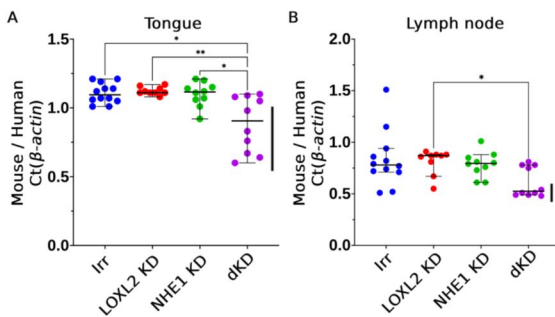 A
Tongue
*
**
*
Mouse / Human
Ct(β-actin)
1.5
1.0
0.5
0.0
Irr
LOXL2 KD
NHE1 KD
dKD
B
Lymph node
*
Mouse / Human
Ct(β-actin)
2.0
1.5
1.0
0.5
0.0
Irr
LOXL2 KD
NHE1 KD
dKD